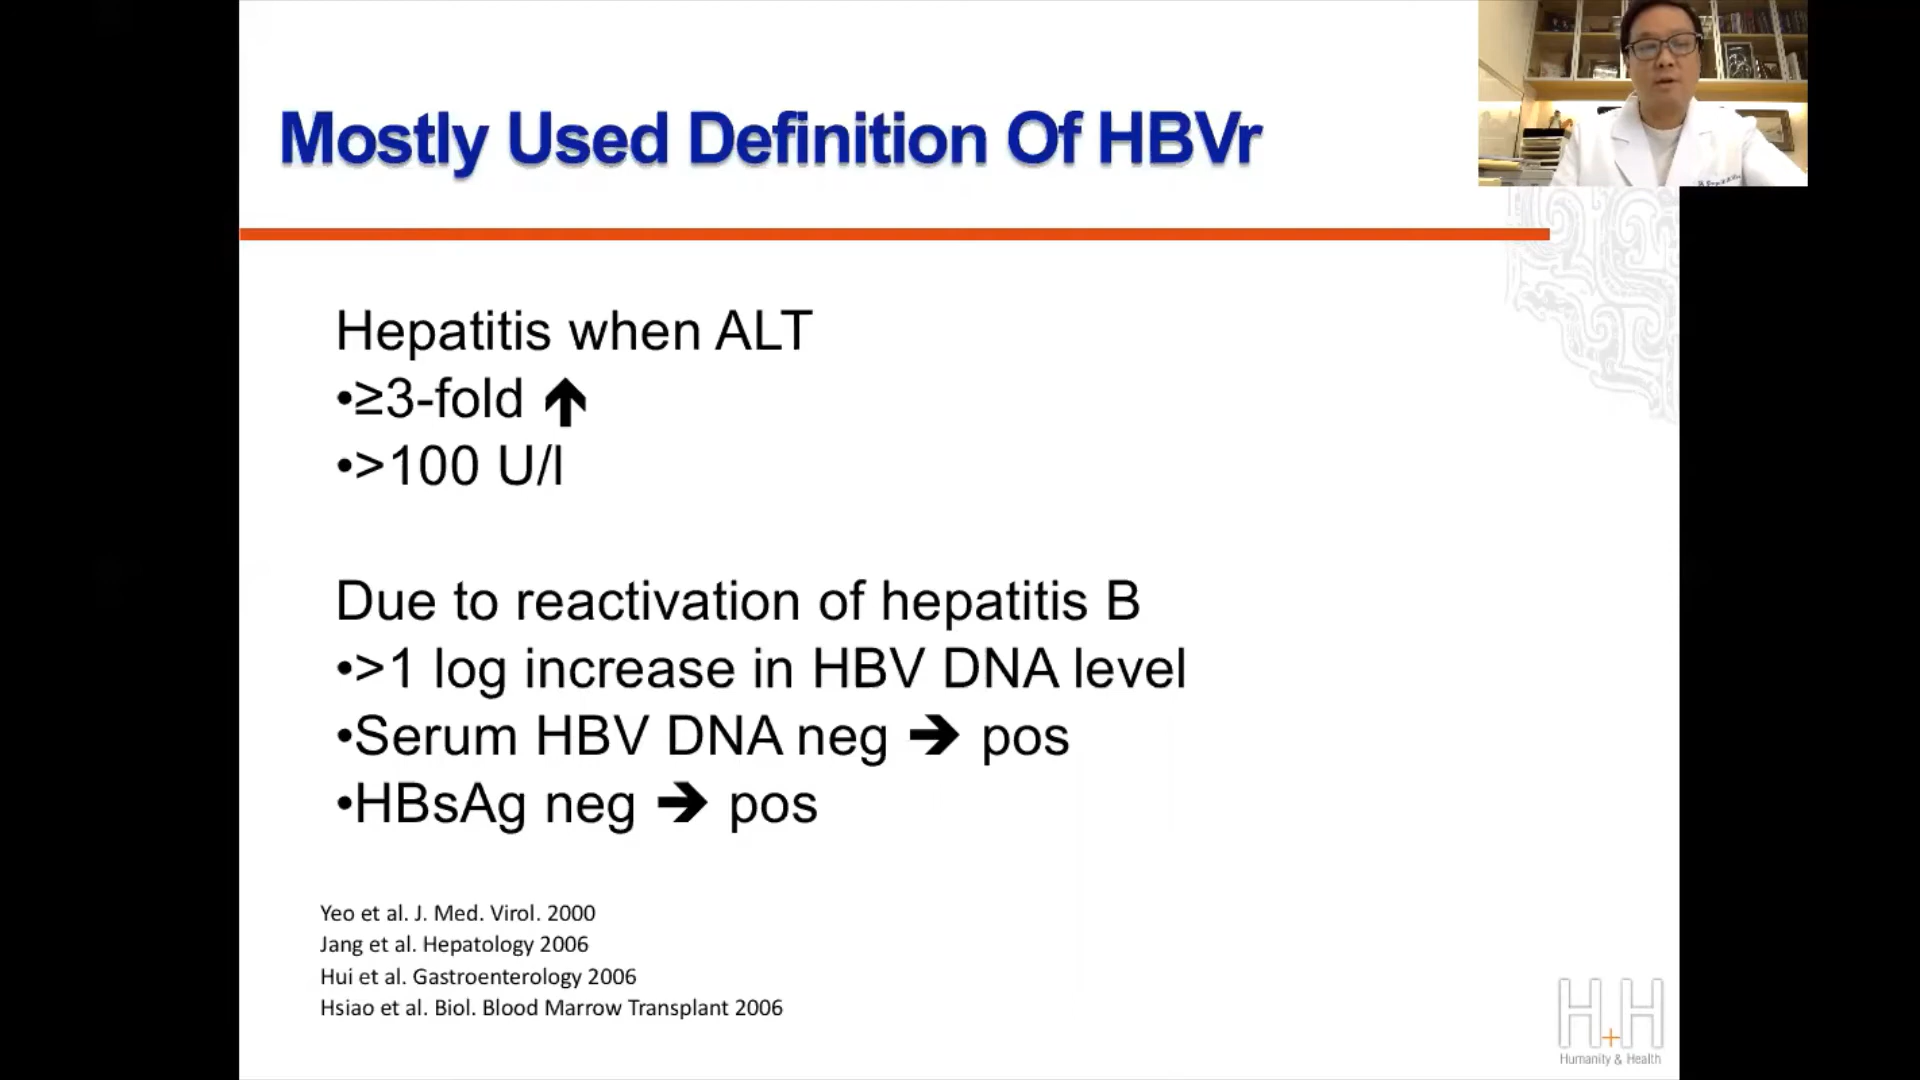 Mostly Used Definition Of HBVr
Hepatitis when ALT
•≥3-fold ↑
•>100 U/l
Due to reactivation of hepatitis B
•>1 log increase in HBV DNA level
•Serum HBV DNA neg → pos
•HBsAg neg → pos
Yeo et al. J. Med. Virol. 2000
Jang et al. Hepatology 2006
Hui et al. Gastroenterology 2006
Hsiao et al. Biol. Blood Marrow Transplant 2006
H+H
Humanity & Health